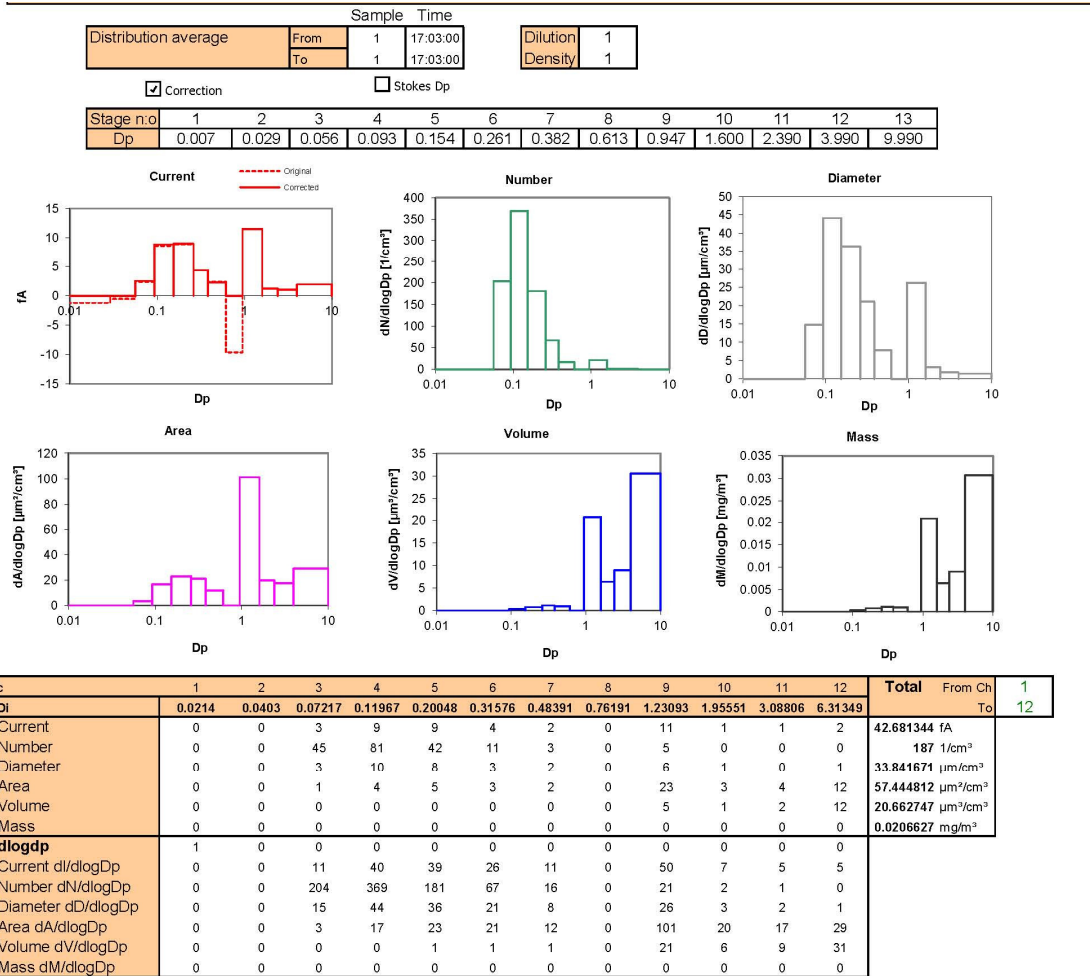 Sample Time
Distribution average From 1 17:03:00 Dilution 1
To 1 17:03:00 Density 1
Correction Stokes Dp
Stage n:o 1 2 3 4 5 6 7 8 9 10 11 12 13
Dp 0.007 0.029 0.056 0.093 0.154 0.261 0.382 0.613 0.947 1.600 2.390 3.990 9.990
Current
Original
Corrected
15
10
5
0
-5
-10
-15
0.01 0.1 1 10
fA
Dp
Number
400
350
300
250
200
150
100
50
0
0.01 0.1 1 10
dN/dlogDp [1/cm³]
Dp
Diameter
50
45
40
35
30
25
20
15
10
5
0
0.01 0.1 1 10
dD/dlogDp [µm/cm³]
Dp
Area
120
100
80
60
40
20
0
0.01 0.1 1 10
dA/dlogDp [µm²/cm³]
Dp
Volume
35
30
25
20
15
10
5
0
0.01 0.1 1 10
dV/dlogDp [µm³/cm³]
Dp
Mass
0.035
0.03
0.025
0.02
0.015
0.01
0.005
0
0.01 0.1 1 10
dM/dlogDp [mg/m³]
Dp
c 1 2 3 4 5 6 7 8 9 10 11 12 Total From Ch 1
Di 0.0214 0.0403 0.07217 0.11967 0.20048 0.31576 0.48391 0.76191 1.23093 1.95551 3.08806 6.31349 To 12
Current 0 0 3 9 9 4 2 0 11 1 1 2 42.681344 fA
Number 0 0 45 81 42 11 3 0 5 0 0 0 187 1/cm³
Diameter 0 0 3 10 8 3 2 0 6 1 0 1 33.841671 µm/cm³
Area 0 0 1 4 5 3 2 0 23 3 4 12 57.444812 µm²/cm³
Volume 0 0 0 0 0 0 0 0 5 1 2 12 20.662747 µm³/cm³
Mass 0 0 0 0 0 0 0 0 0 0 0 0 0.0206627 mg/m³
dlogdp 1 0 0 0 0 0 0 0 0 0 0 0
Current dI/dlogDp 0 0 11 40 39 26 11 0 50 7 5 5
Number dN/dlogDp 0 0 204 369 181 67 16 0 21 2 1 0
Diameter dD/dlogDp 0 0 15 44 36 21 8 0 26 3 2 1
Area dA/dlogDp 0 0 3 17 23 21 12 0 101 20 17 29
Volume dV/dlogDp 0 0 0 0 1 1 1 0 21 6 9 31
Mass dM/dlogDp 0 0 0 0 0 0 0 0 0 0 0 0